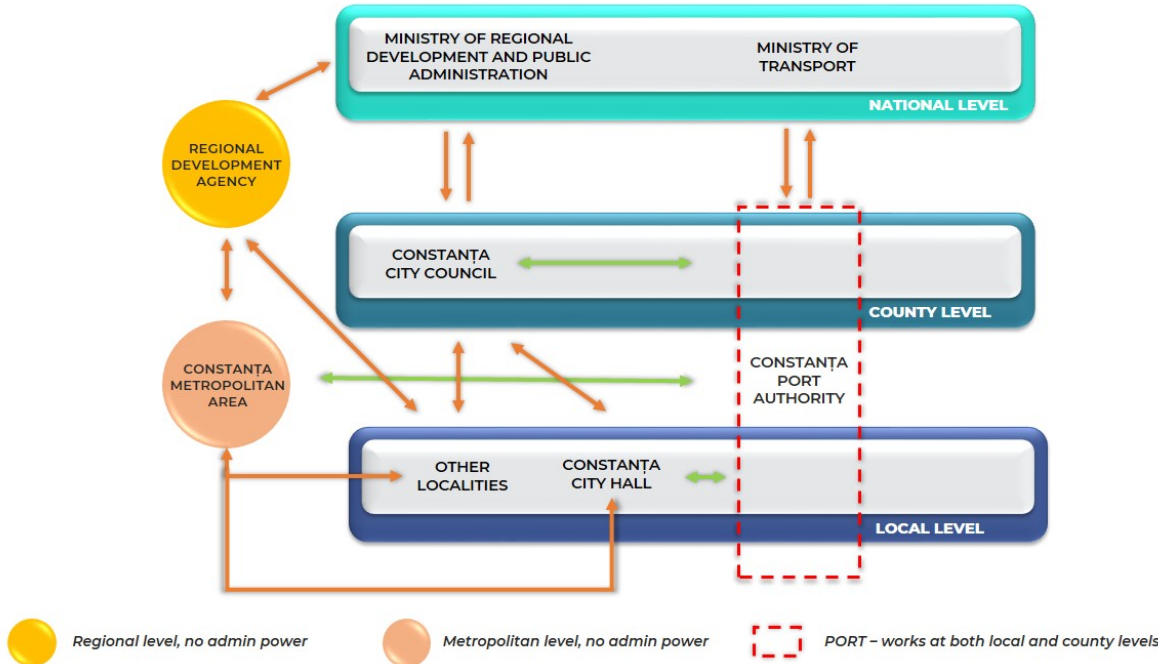 MINISTRY OF REGIONAL
DEVELOPMENT AND PUBLIC
ADMINISTRATION
MINISTRY OF
TRANSPORT
NATIONAL LEVEL
REGIONAL
DEVELOPMENT
AGENCY
CONSTANȚA
CITY COUNCIL
COUNTY LEVEL
CONSTANȚA
METROPOLITAN
AREA
CONSTANȚA
PORT
AUTHORITY
OTHER
LOCALITIES
CONSTANȚA
CITY HALL
LOCAL LEVEL
Regional level, no admin power
Metropolitan level, no admin power
PORT – works at both local and county levels